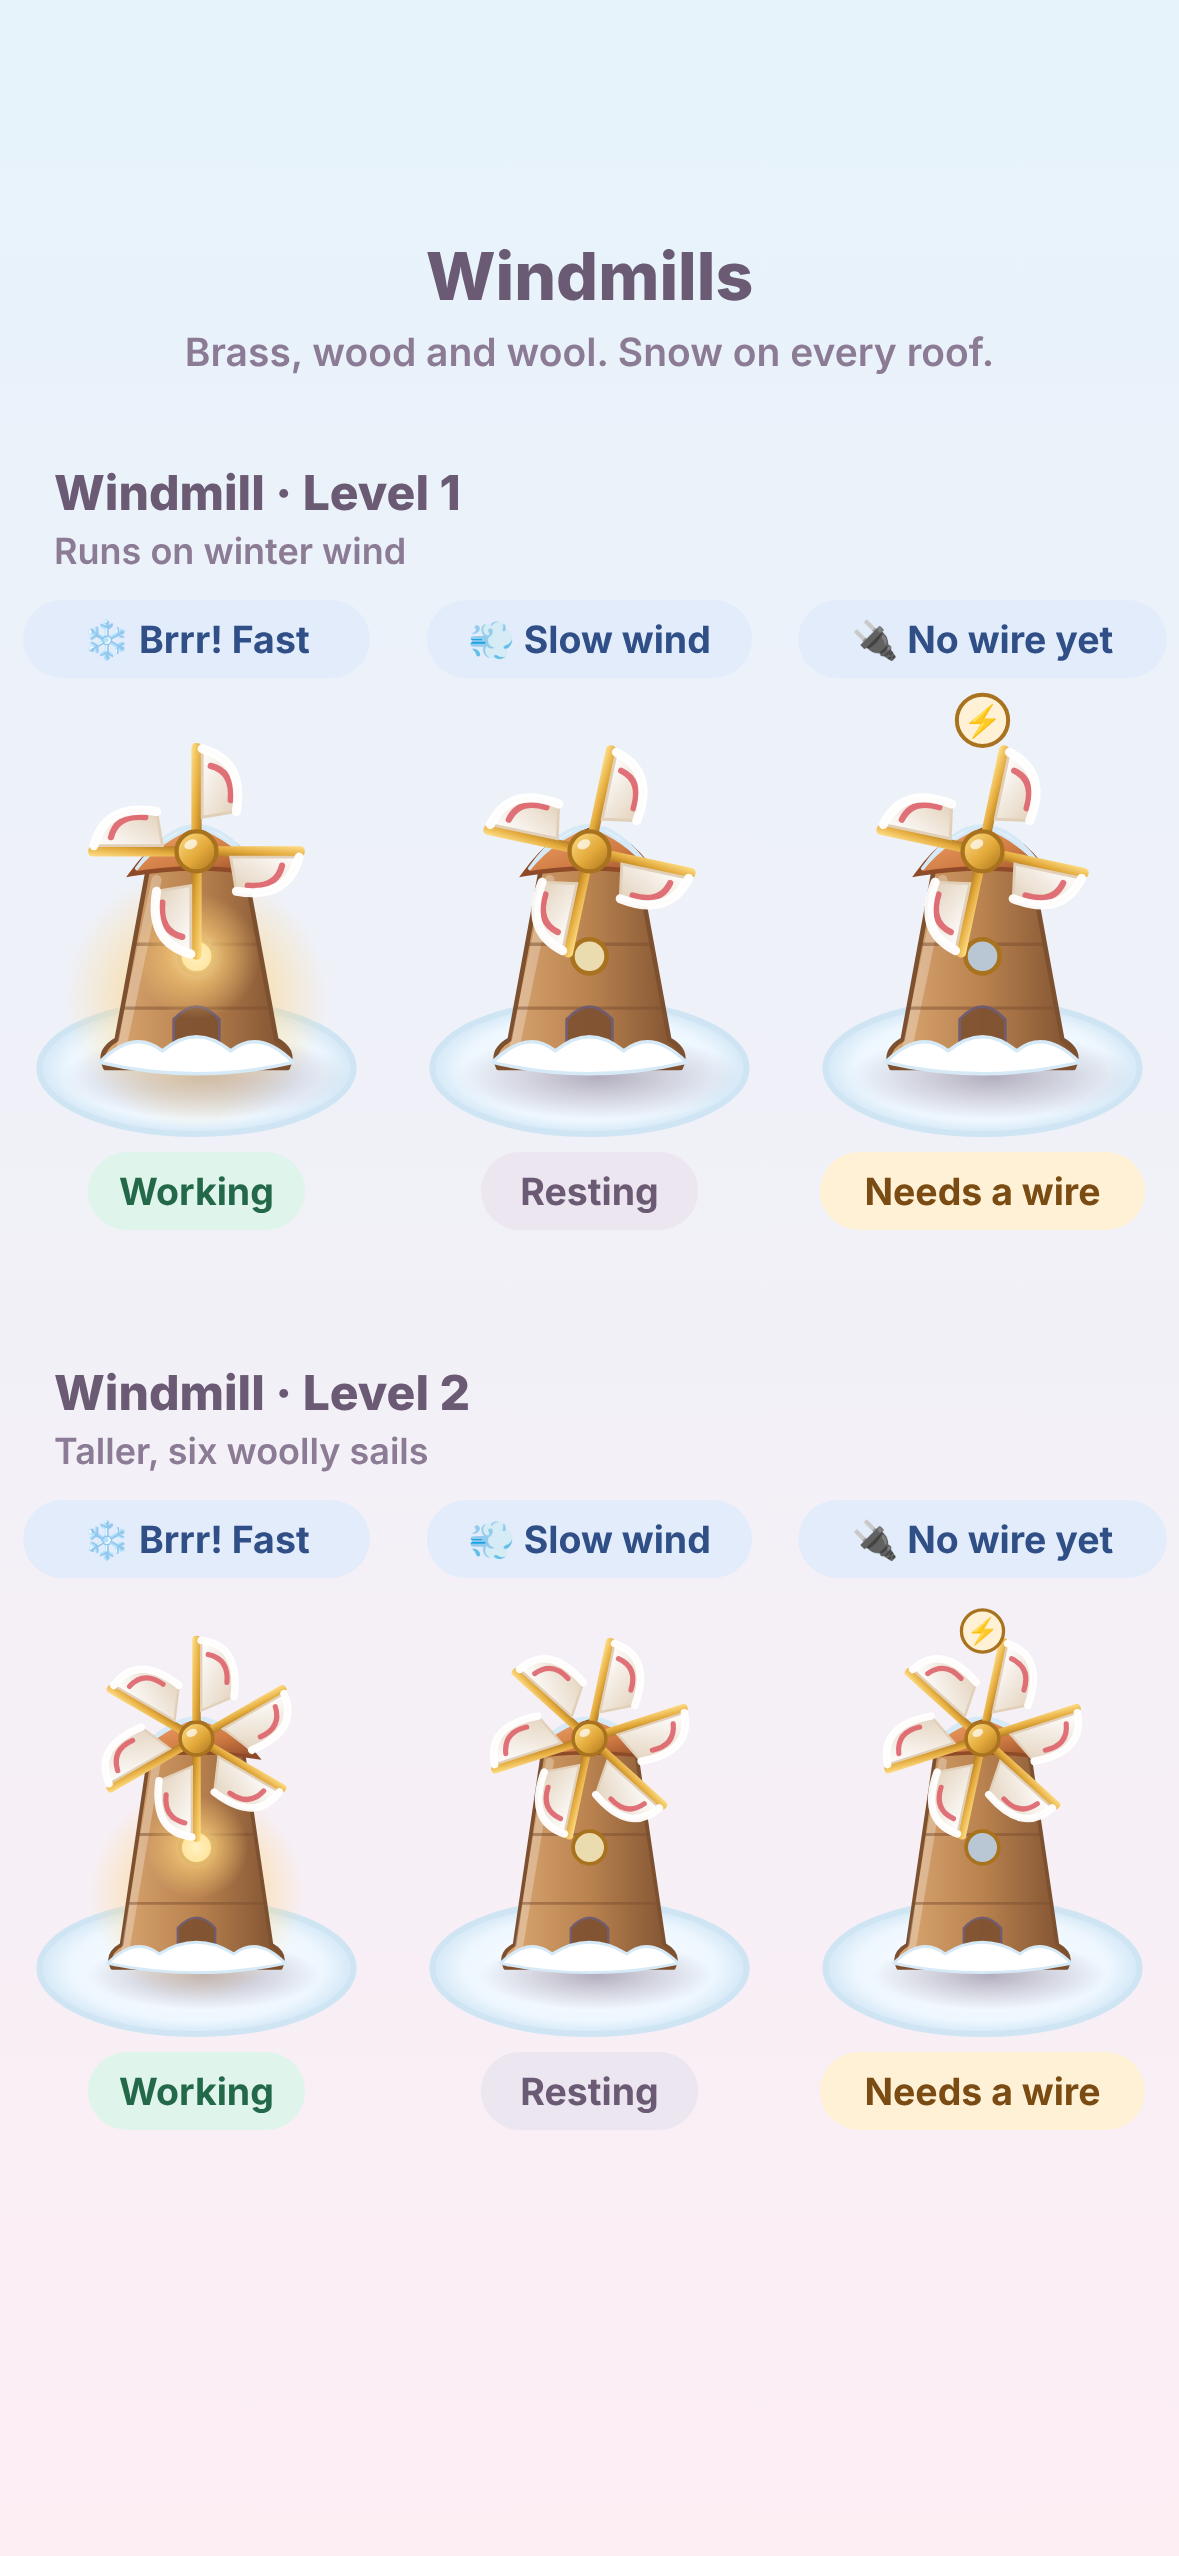 Windmills
Brass, wood and wool. Snow on every roof.
Windmill · Level 1
Runs on winter wind
❄️ Brrr! Fast
💨 Slow wind
🔌 No wire yet
⚡
Working
Resting
Needs a wire
Windmill · Level 2
Taller, six woolly sails
❄️ Brrr! Fast
💨 Slow wind
🔌 No wire yet
⚡
Working
Resting
Needs a wire